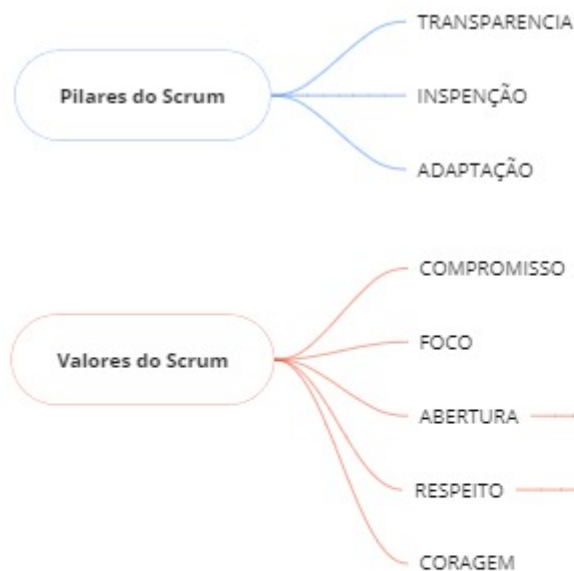 Pilares do Scrum
TRANSPARENCIA
INSPENÇÃO
ADAPTAÇÃO
Valores do Scrum
COMPROMISSO
FOCO
ABERTURA
RESPEITO
CORAGEM